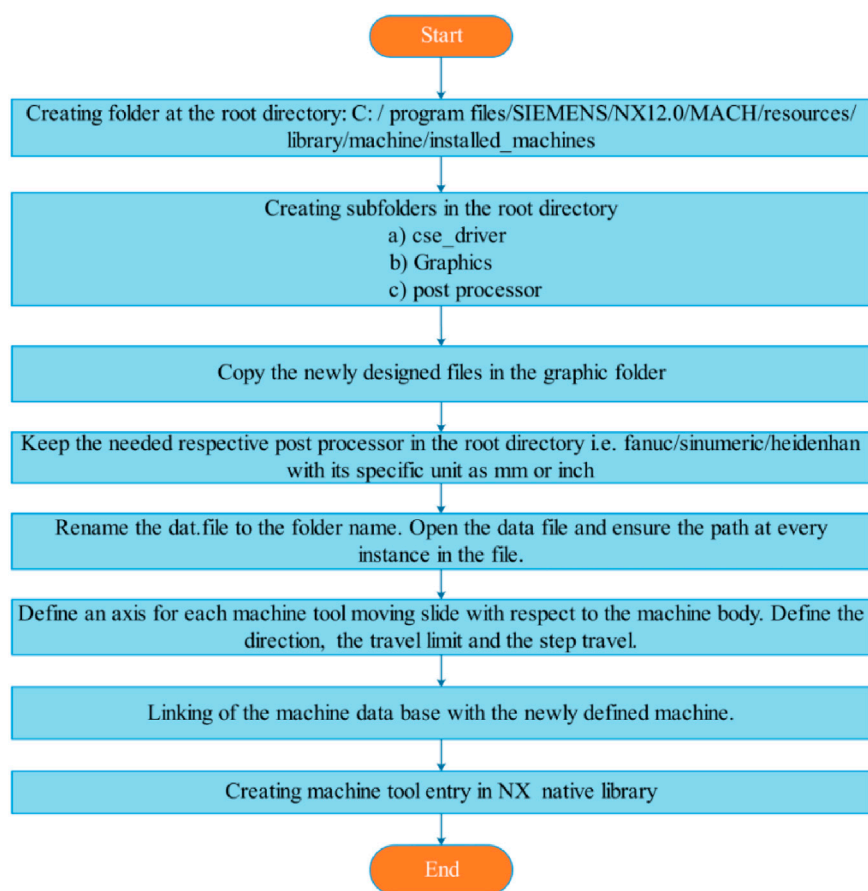 Start
Creating folder at the root directory: C: / program files/SIEMENS/NX12.0/MACH/resources/
library/machine/installed_machines
Creating subfolders in the root directory
a) cse_driver
b) Graphics
c) post processor
Copy the newly designed files in the graphic folder
Keep the needed respective post processor in the root directory i.e. fanuc/sinumeric/heidenhan
with its specific unit as mm or inch
Rename the dat.file to the folder name. Open the data file and ensure the path at every
instance in the file.
Define an axis for each machine tool moving slide with respect to the machine body. Define the
direction, the travel limit and the step travel.
Linking of the machine data base with the newly defined machine.
Creating machine tool entry in NX native library
End